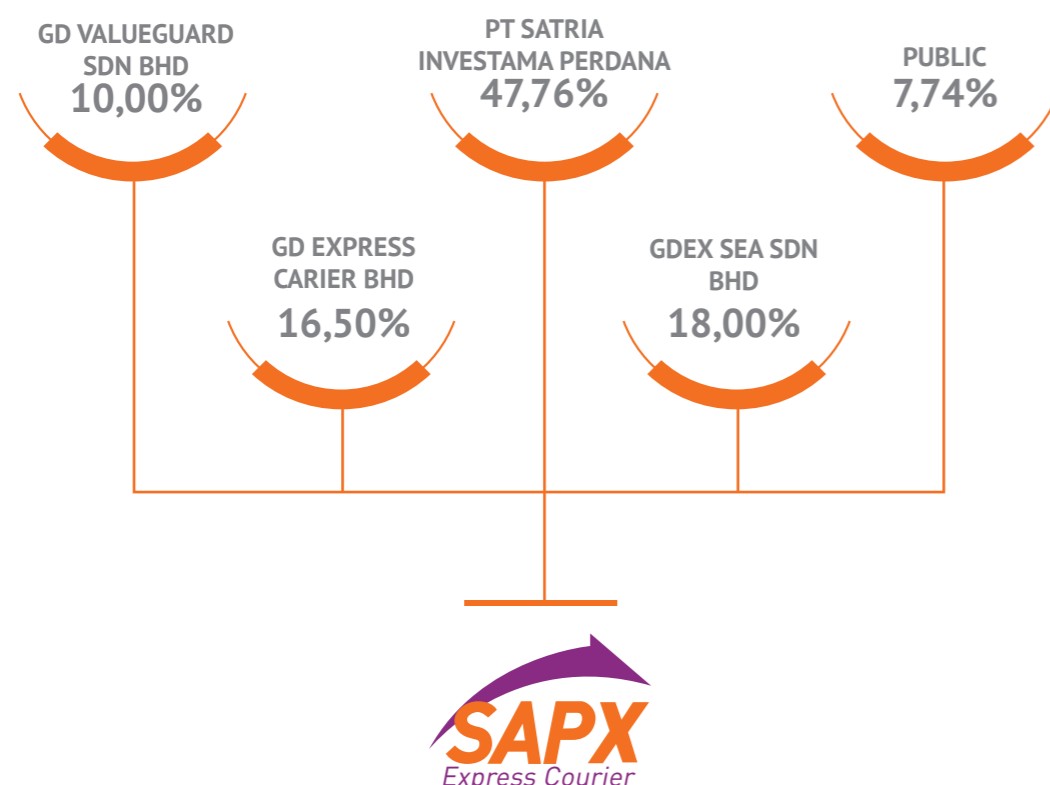 GD VALUEGUARD
SDN BHD
10,00%
PT SATRIA
INVESTAMA PERDANA
47,76%
PUBLIC
7,74%
GD EXPRESS
CARIER BHD
16,50%
GDEX SEA SDN
BHD
18,00%
SAPX
Express Courier